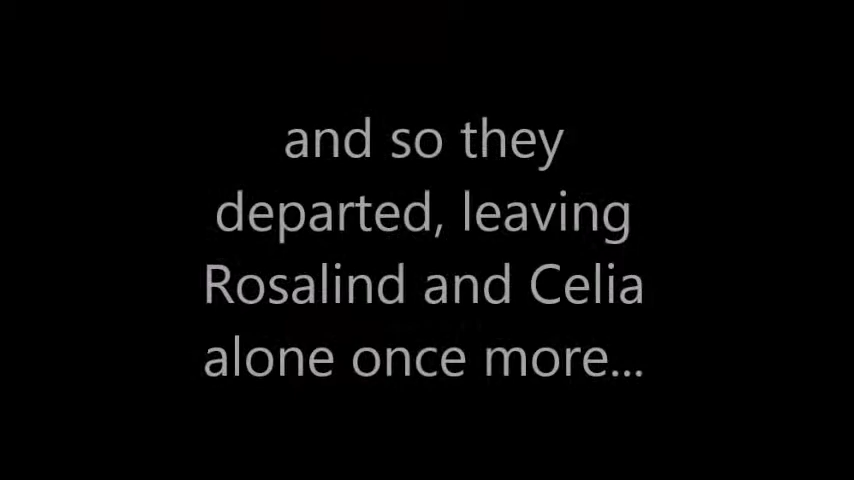 and so they
departed, leaving
Rosalind and Celia
alone once more...